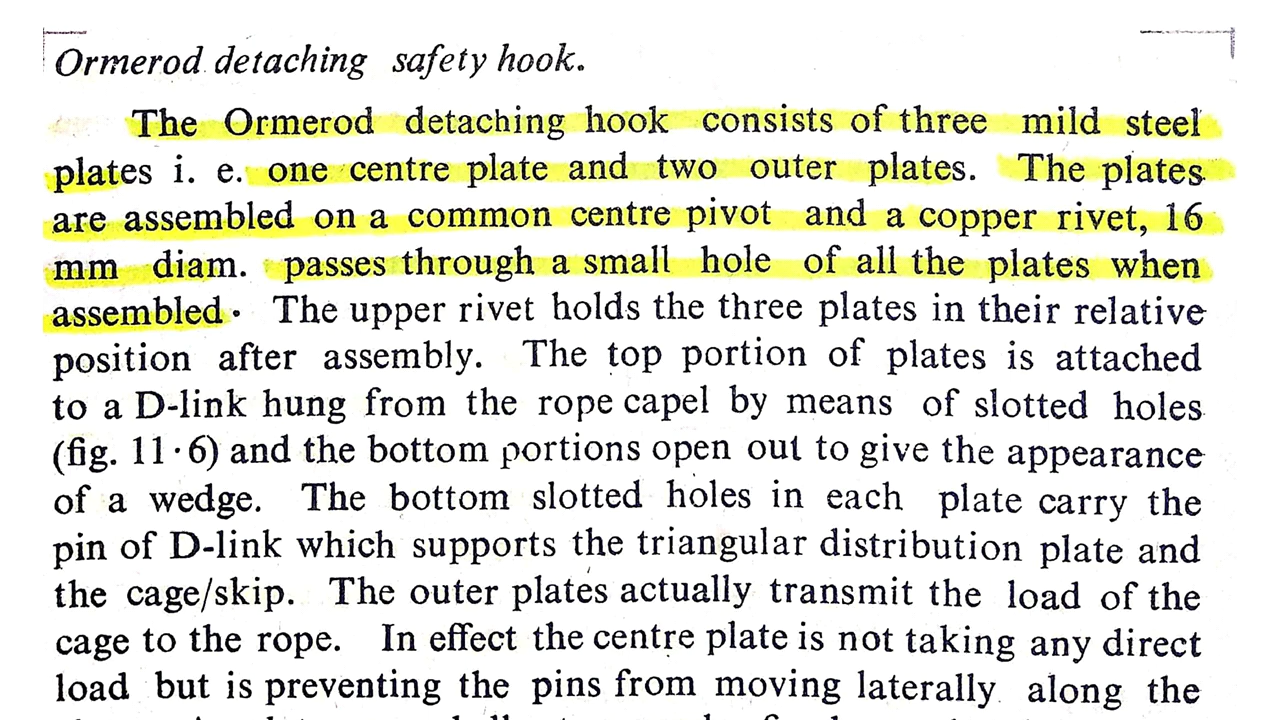 Ormerod detaching safety hook.
The Ormerod detaching hook consists of three mild steel
plates i. e. one centre plate and two outer plates. The plates
are assembled on a common centre pivot and a copper rivet, 16
mm diam. passes through a small hole of all the plates when
assembled· The upper rivet holds the three plates in their relative
position after assembly. The top portion of plates is attached
to a D-link hung from the rope capel by means of slotted holes
(fig. 11·6) and the bottom portions open out to give the appearance
of a wedge. The bottom slotted holes in each plate carry the
pin of D-link which supports the triangular distribution plate and
the cage/skip. The outer plates actually transmit the load of the
cage to the rope. In effect the centre plate is not taking any direct
load but is preventing the pins from moving laterally along the